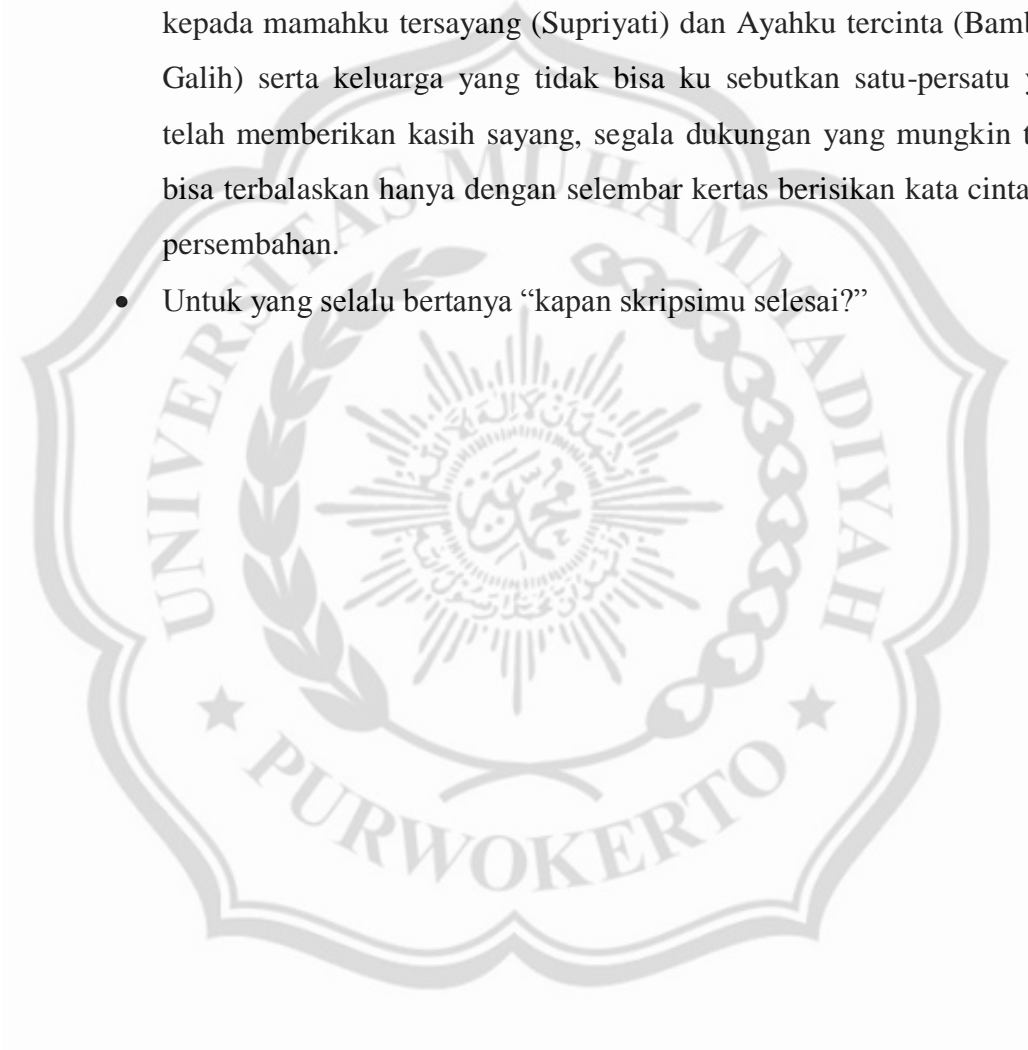 kepada mamahku tersayang (Supriyati) dan Ayahku tercinta
Galih) serta keluarga yang tidak bisa ku sebutkan satu-persatu
telah memberikan kasih sayang, segala dukungan yang mungkin
bisa terbalaskan hanya dengan selembar kertas berisikan kata cinta
persembahan.
• Untuk yang selalu bertanya “kapan skripsimu selesai?”
UNIVERSITAS MUHAMMADIYAH
محمد
PURWOKERTO